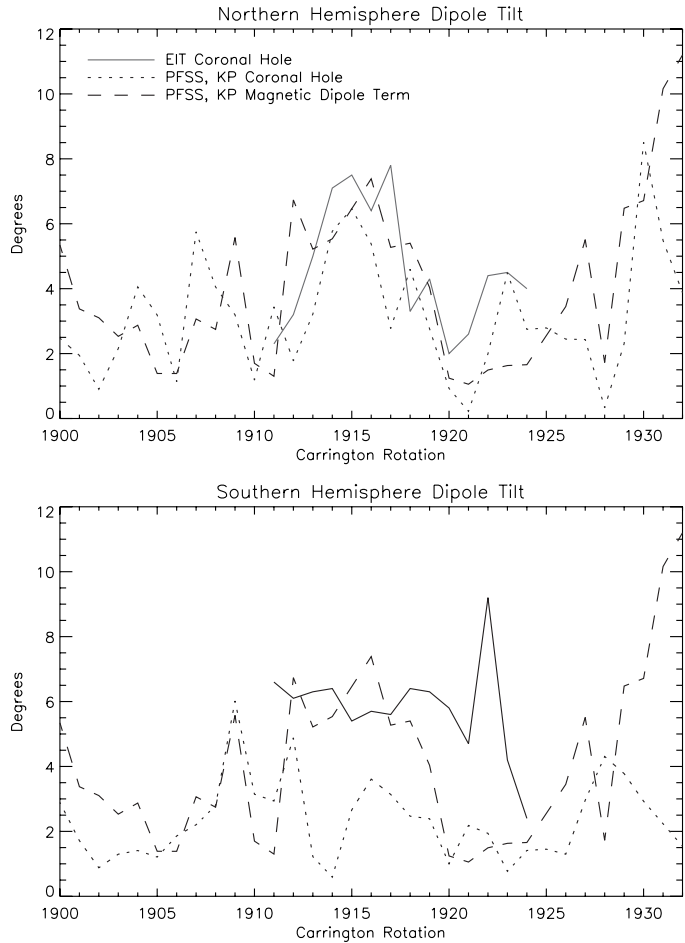 Northern Hemisphere Dipole Tilt
12
10
8
6
4
2
0
Degrees
EIT Coronal Hole
PFSS, KP Coronal Hole
PFSS, KP Magnetic Dipole Term
1900 1905 1910 1915 1920 1925 1930
Carrington Rotation
Southern Hemisphere Dipole Tilt
12
10
8
6
4
2
0
Degrees
1900 1905 1910 1915 1920 1925 1930
Carrington Rotation